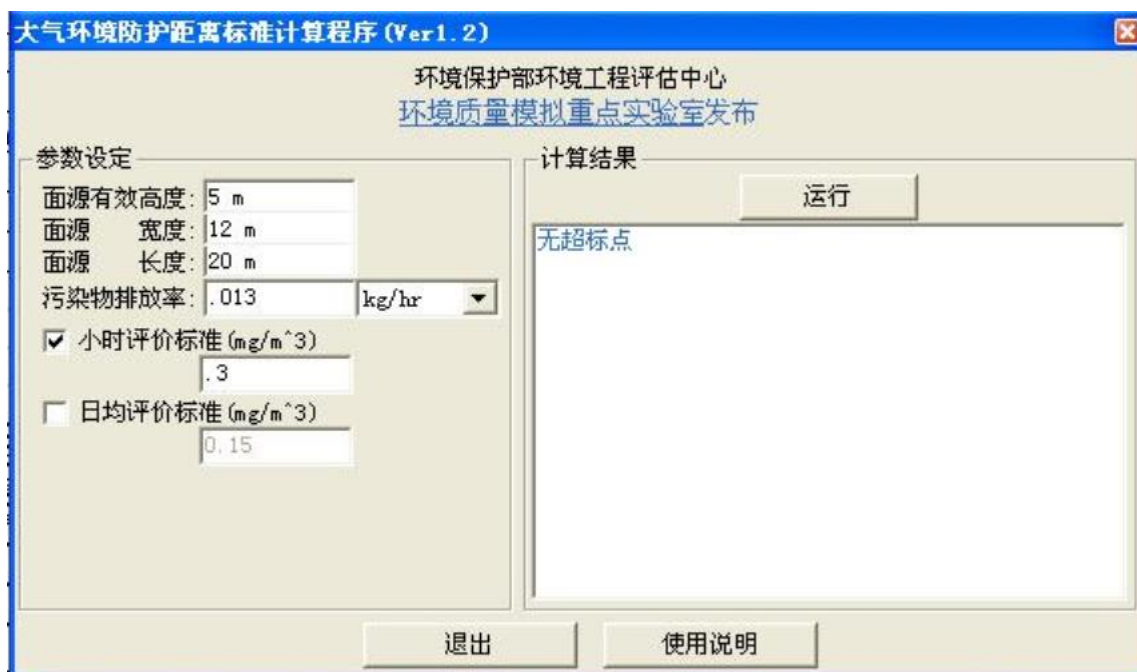 大气环境防护距离标准计算程序(Ver1.2)
环境保护部环境工程评估中心
环境质量模拟重点实验室发布
参数设定
面源有效高度: 5 m
面源 宽度: 12 m
面源 长度: 20 m
污染物排放率: .013 kg/hr
小时评价标准(mg/m^3)
.3
日均评价标准(mg/m^3)
0.15
计算结果
运行
无超标点
退出
使用说明